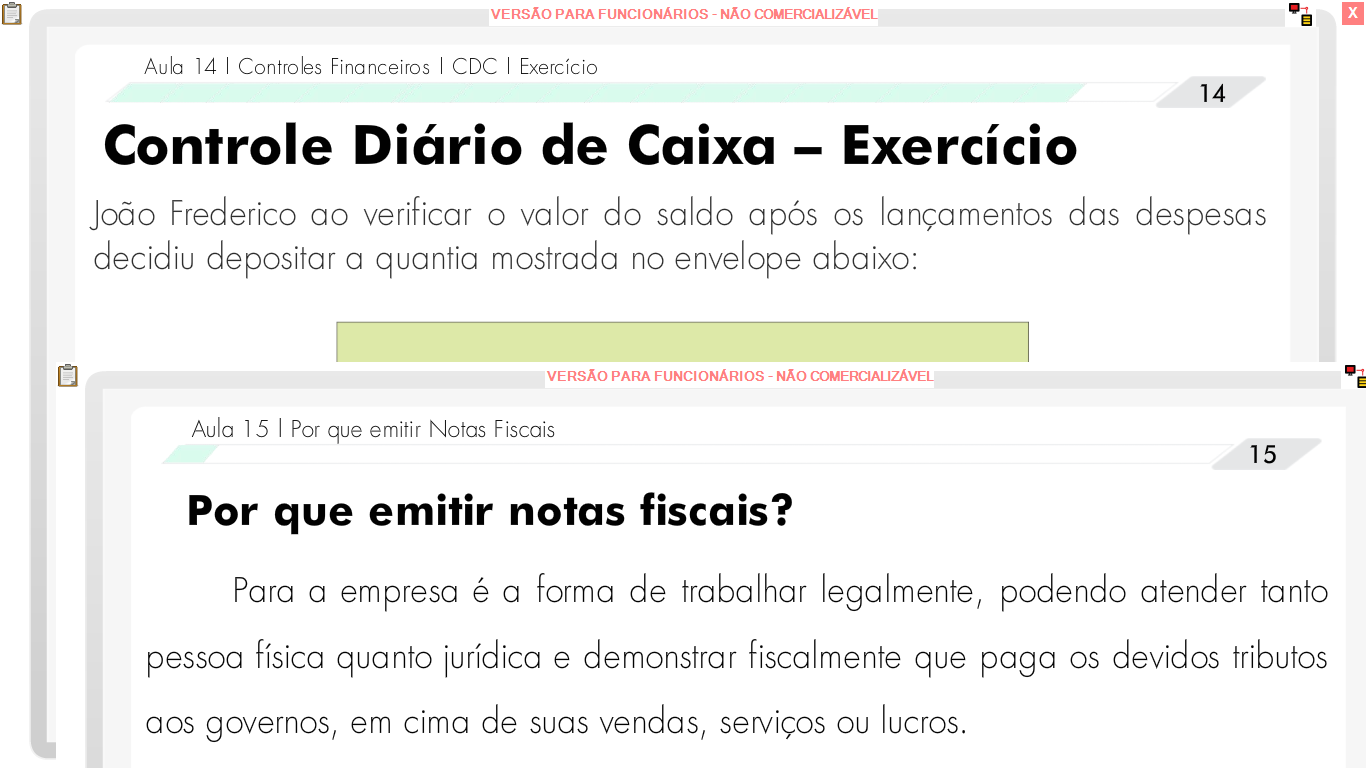 VERSÃO PARA FUNCIONÁRIOS - NÃO COMERCIALIZÁVEL
X
Aula 14 | Controles Financeiros | CDC | Exercício
14
Controle Diário de Caixa – Exercício
João Frederico ao verificar o valor do saldo após os lançamentos das despesas
decidiu depositar a quantia mostrada no envelope abaixo:
VERSÃO PARA FUNCIONÁRIOS - NÃO COMERCIALIZÁVEL
Aula 15 | Por que emitir Notas Fiscais
15
Por que emitir notas fiscais?
Para a empresa é a forma de trabalhar legalmente, podendo atender tanto
pessoa física quanto jurídica e demonstrar fiscalmente que paga os devidos tributos
aos governos, em cima de suas vendas, serviços ou lucros.